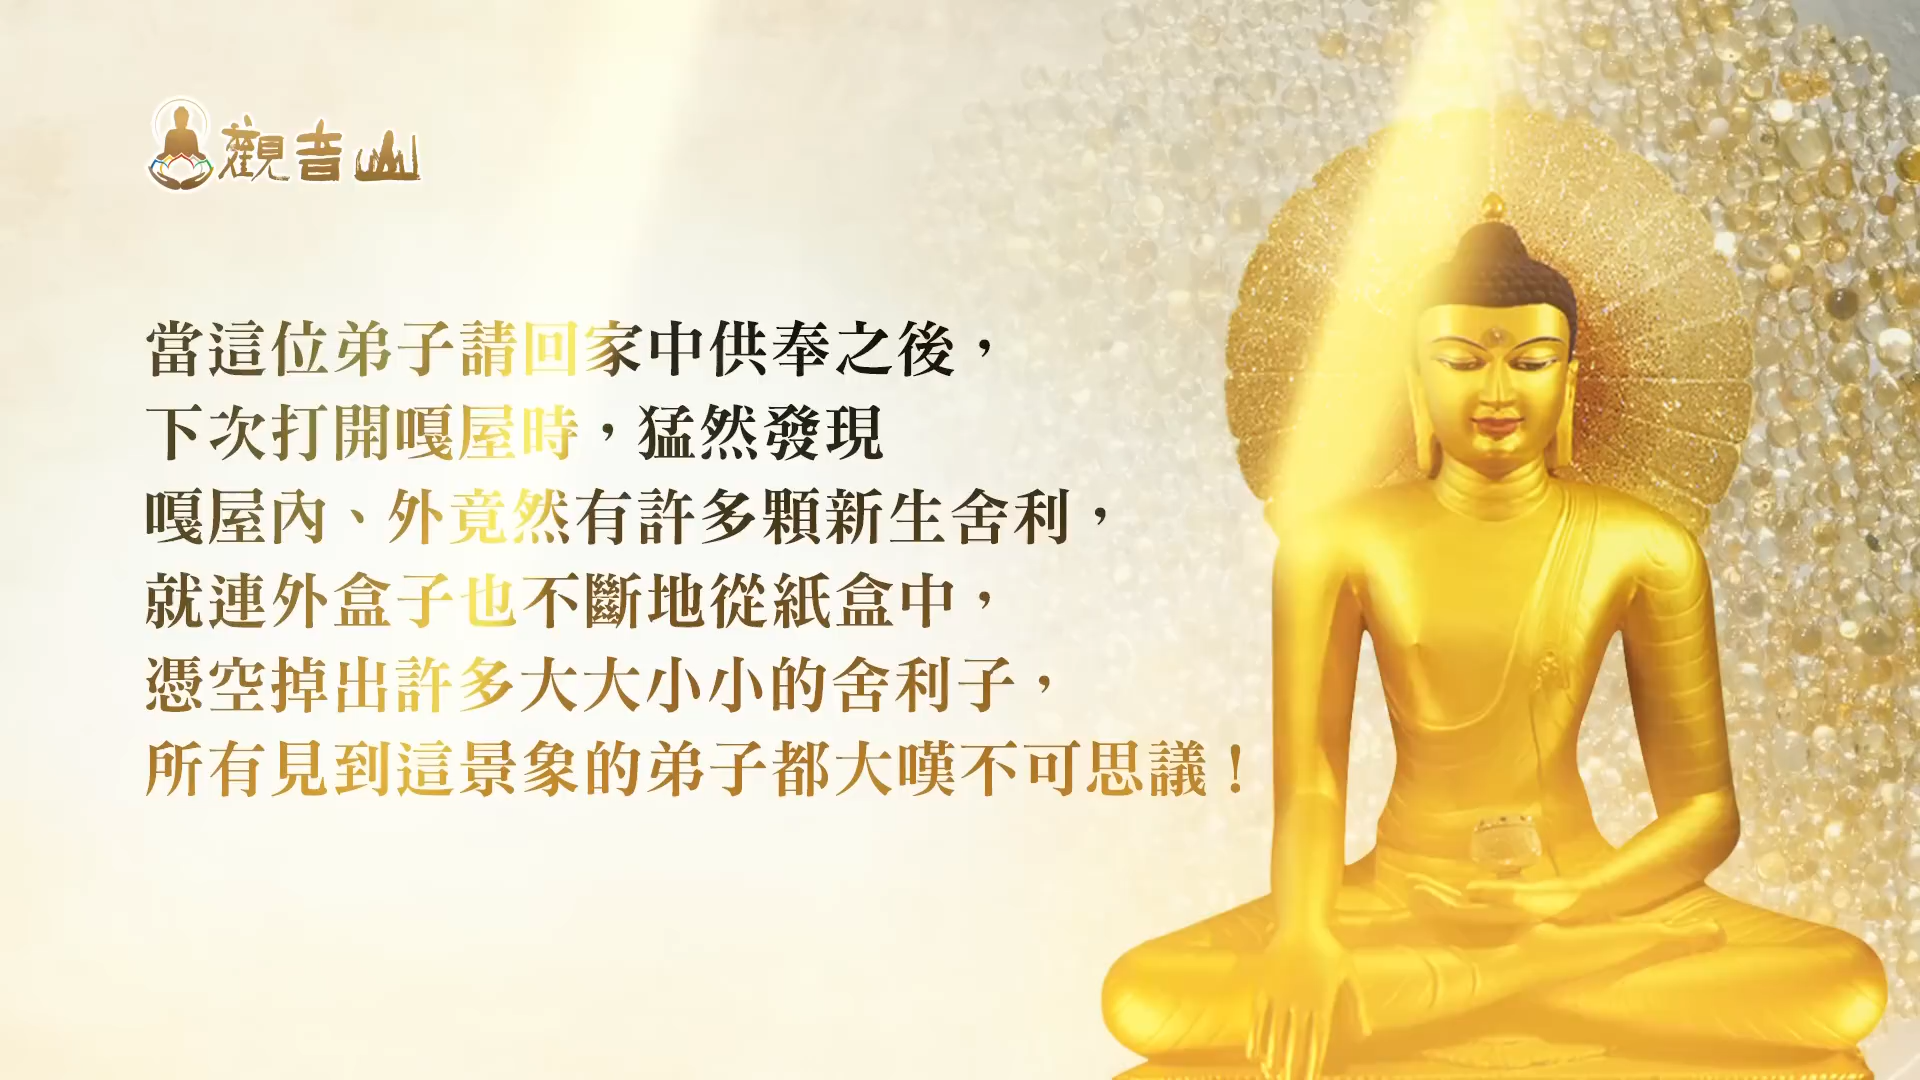 觀音山
當這位弟子請回家中供奉之後，
下次打開嘎屋時，猛然發現
嘎屋內、外竟然有許多顆新生舍利，
就連外盒子也不斷地從紙盒中，
憑空掉出許多大大小小的舍利子，
所有見到這景象的弟子都大嘆不可思議！